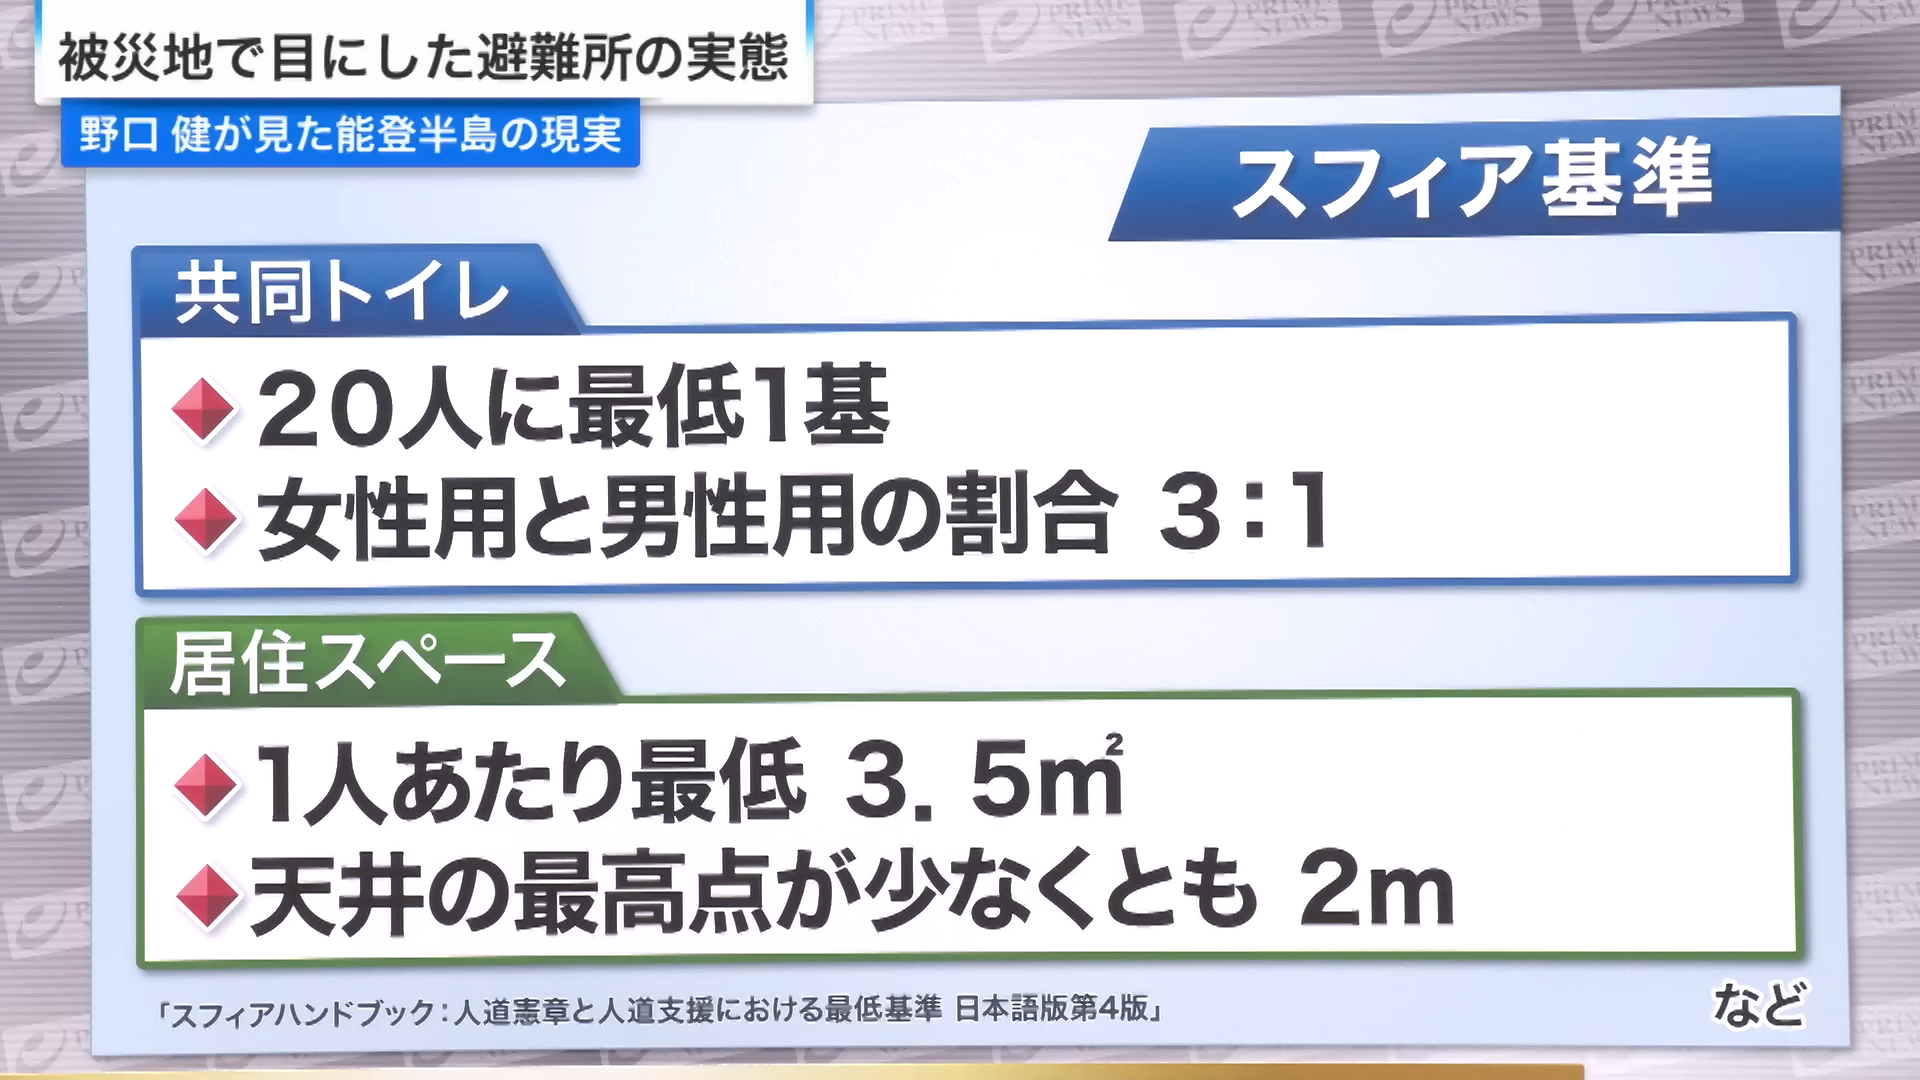 被災地で目にした避難所の実態
野口 健が見た能登半島の現実
スフィア基準
共同トイレ
20人に最低1基
女性用と男性用の割合 3：1
居住スペース
1人あたり最低 3．5㎡
天井の最高点が少なくとも 2m
「スフィアハンドブック：人道憲章と人道支援における最低基準 日本語版第4版」
など
PRIME NEWS